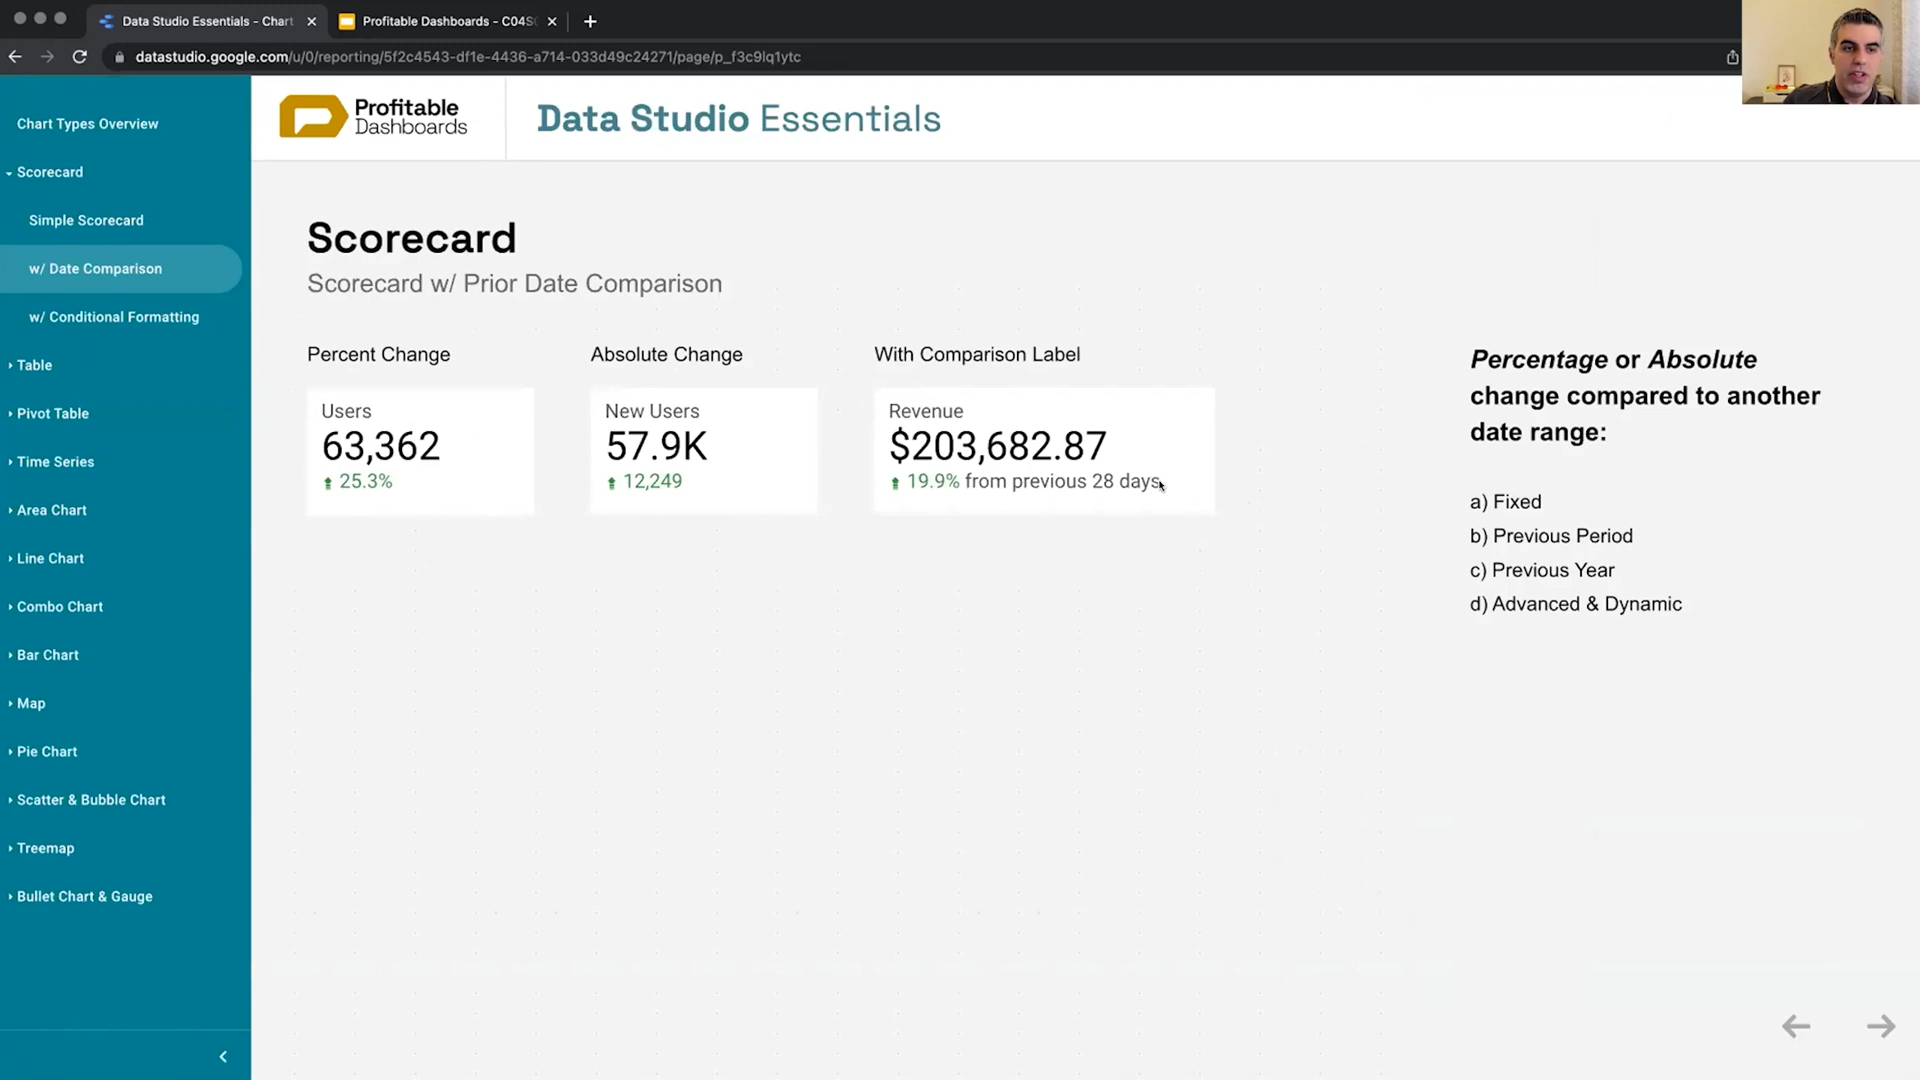 Data Studio Essentials - Chart
Profitable Dashboards - C04S
datastudio.google.com/u/0/reporting/5f2c4543-df1e-4436-a714-033d49c24271/page/p_f3c9lq1ytc
Chart Types Overview
Scorecard
Simple Scorecard
w/ Date Comparison
w/ Conditional Formatting
Table
Pivot Table
Time Series
Area Chart
Line Chart
Combo Chart
Bar Chart
Map
Pie Chart
Scatter & Bubble Chart
Treemap
Bullet Chart & Gauge
Profitable
Dashboards
Data Studio Essentials
Scorecard
Scorecard w/ Prior Date Comparison
Percent Change
Users
63,362
25.3%
Absolute Change
New Users
57.9K
12,249
With Comparison Label
Revenue
$203,682.87
19.9% from previous 28 days
Percentage or Absolute
change compared to another
date range:
a) Fixed
b) Previous Period
c) Previous Year
d) Advanced & Dynamic